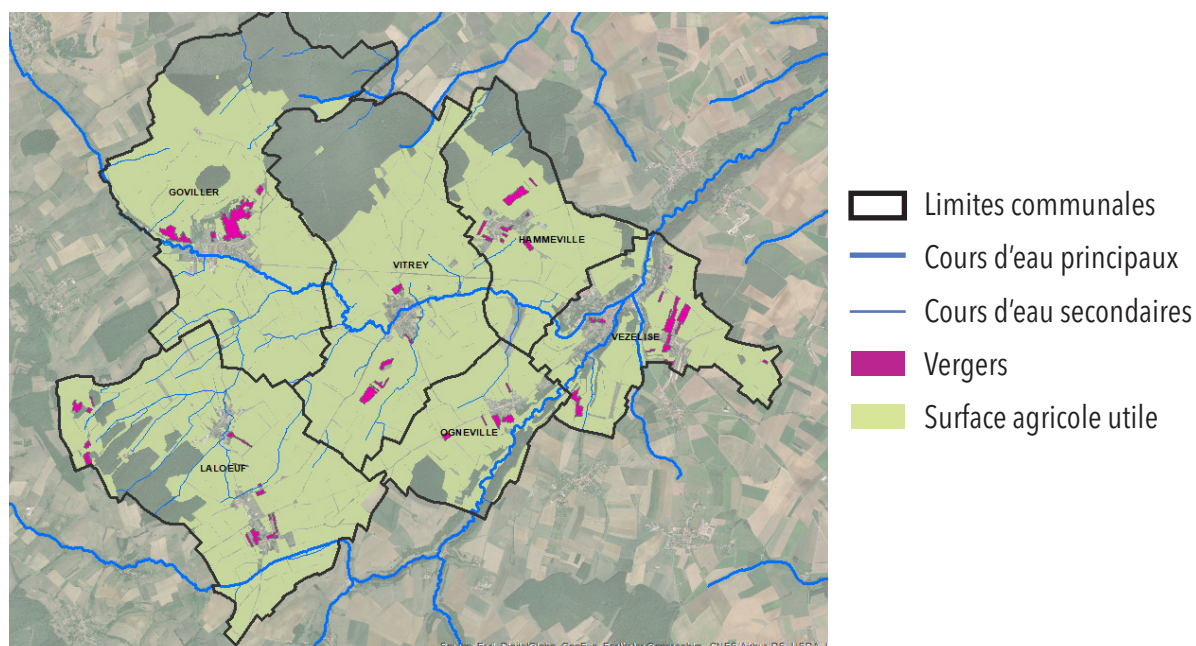 GOVILLER
HAMMEVILLE
VITREY
VEZELISE
OGNEVILLE
LALOEUF
Limites communales
Cours d'eau principaux
Cours d'eau secondaires
Vergers
Surface agricole utile